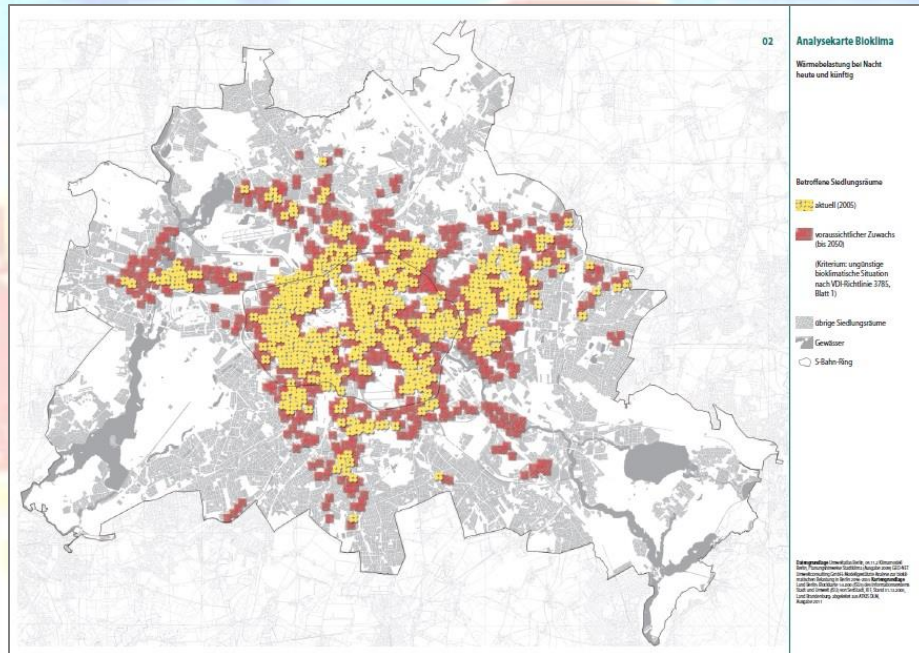 02
Analysekarte Bioklima
Wärmebelastung bei Nacht
heute und künftig
Betroffene Siedlungsräume
aktuell (2005)
voraussichtlicher Zuwachs
(bis 2050)
(Kriterium: ungünstige
bioklimatische Situation
nach VDI-Richtlinie 3785,
Blatt 1)
übrige Siedlungsräume
Gewässer
S-Bahn-Ring